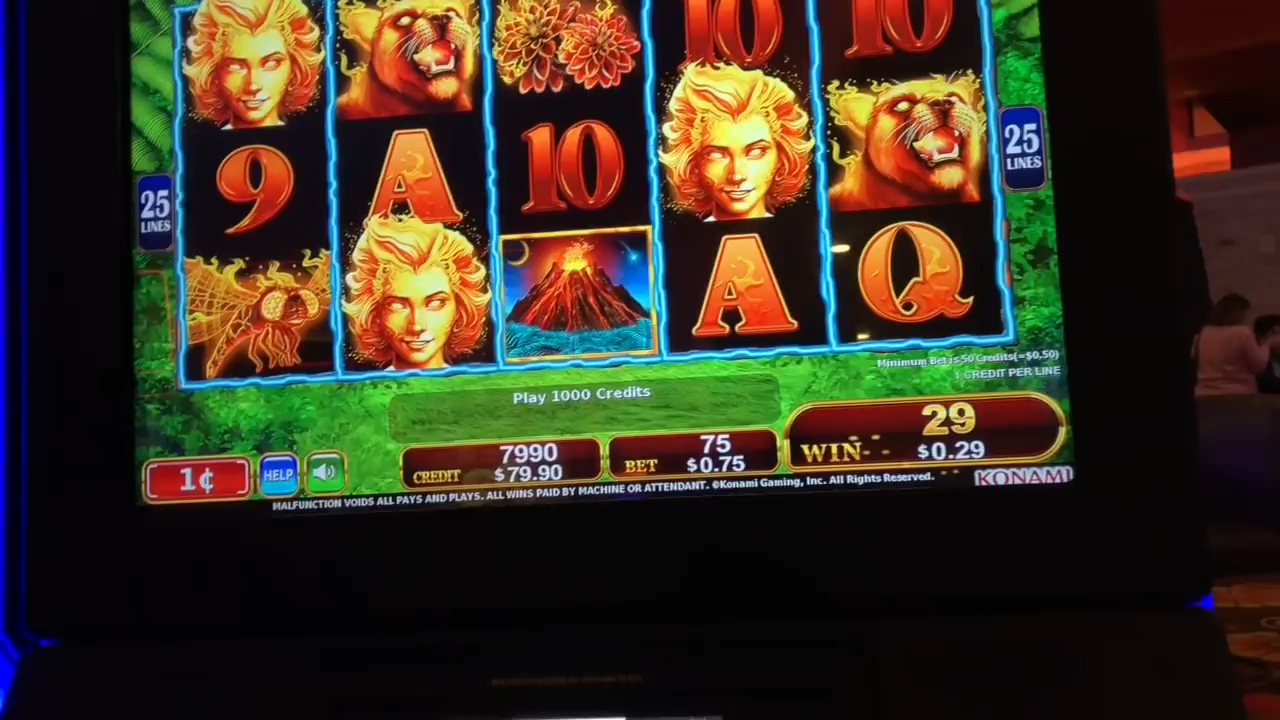 10
10
9
A
10
25
LINES
25
LINES
A
Q
Minimum Bet is 50 Credits(=$0.50)
1 CREDIT PER LINE
Play 1000 Credits
1¢
HELP
CREDIT
7990
$79.90
BET
75
$0.75
WIN
29
$0.29
MALFUNCTION VOIDS ALL PAYS AND PLAYS. ALL WINS PAID BY MACHINE OR ATTENDANT. ©Konami Gaming, Inc. All Rights Reserved.
KONAMI